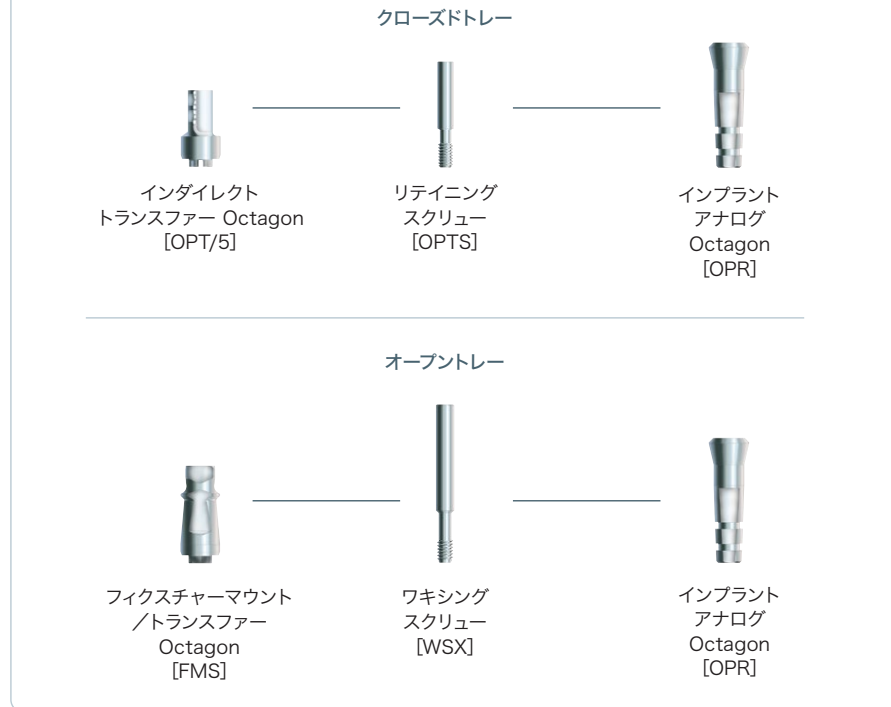 クローズドトレー
インダイレクト
トランスファー Octagon
[OPT/5]
リテイニング
スクリュー
[OPTS]
インプラント
アナログ
Octagon
[OPR]
オープントレー
フィクスチャーマウント
／トランスファー
Octagon
[FMS]
ワキシング
スクリュー
[WSX]
インプラント
アナログ
Octagon
[OPR]